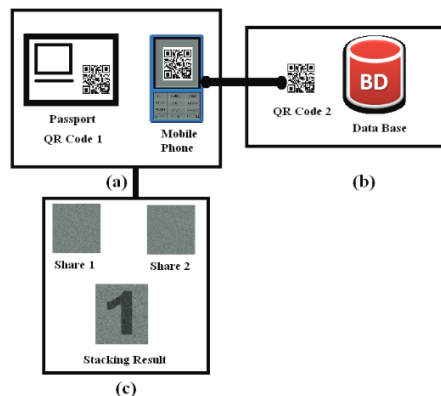 Passport
QR Code 1
Mobile
Phone
(a)
QR Code 2
BD
Data Base
(b)
Share 1
Share 2
1
Stacking Result
(c)